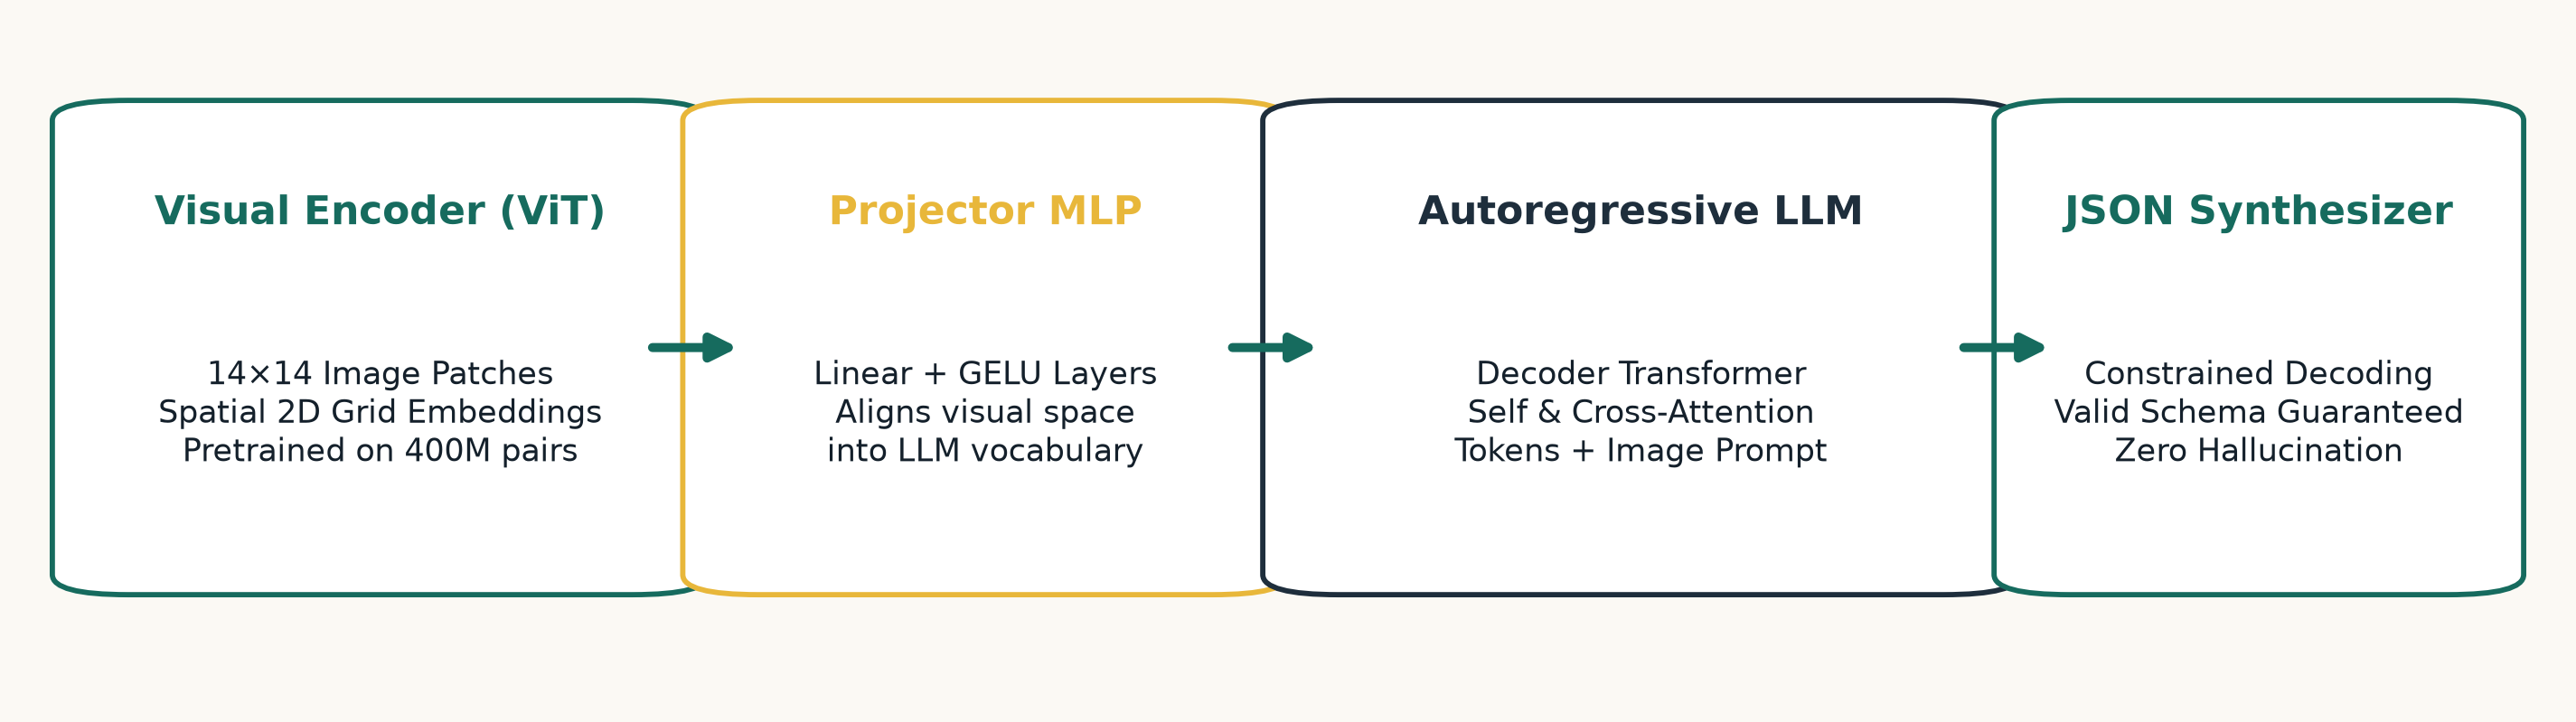 Visual Encoder (ViT)
14×14 Image Patches
Spatial 2D Grid Embeddings
Pretrained on 400M pairs
Projector MLP
Linear + GELU Layers
Aligns visual space
into LLM vocabulary
Autoregressive LLM
Decoder Transformer
Self & Cross-Attention
Tokens + Image Prompt
JSON Synthesizer
Constrained Decoding
Valid Schema Guaranteed
Zero Hallucination